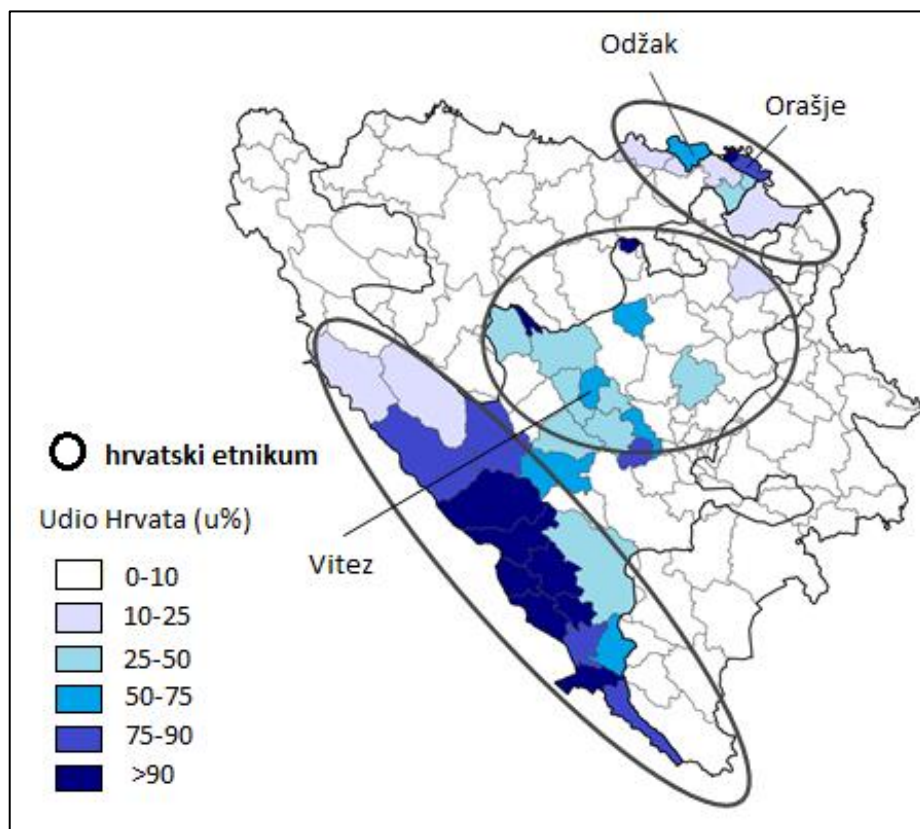 Odžak
Orašje
hrvatski etnikum
Udio Hrvata (u%)
Vitez
0-10
10-25
25-50
50-75
75-90
>90